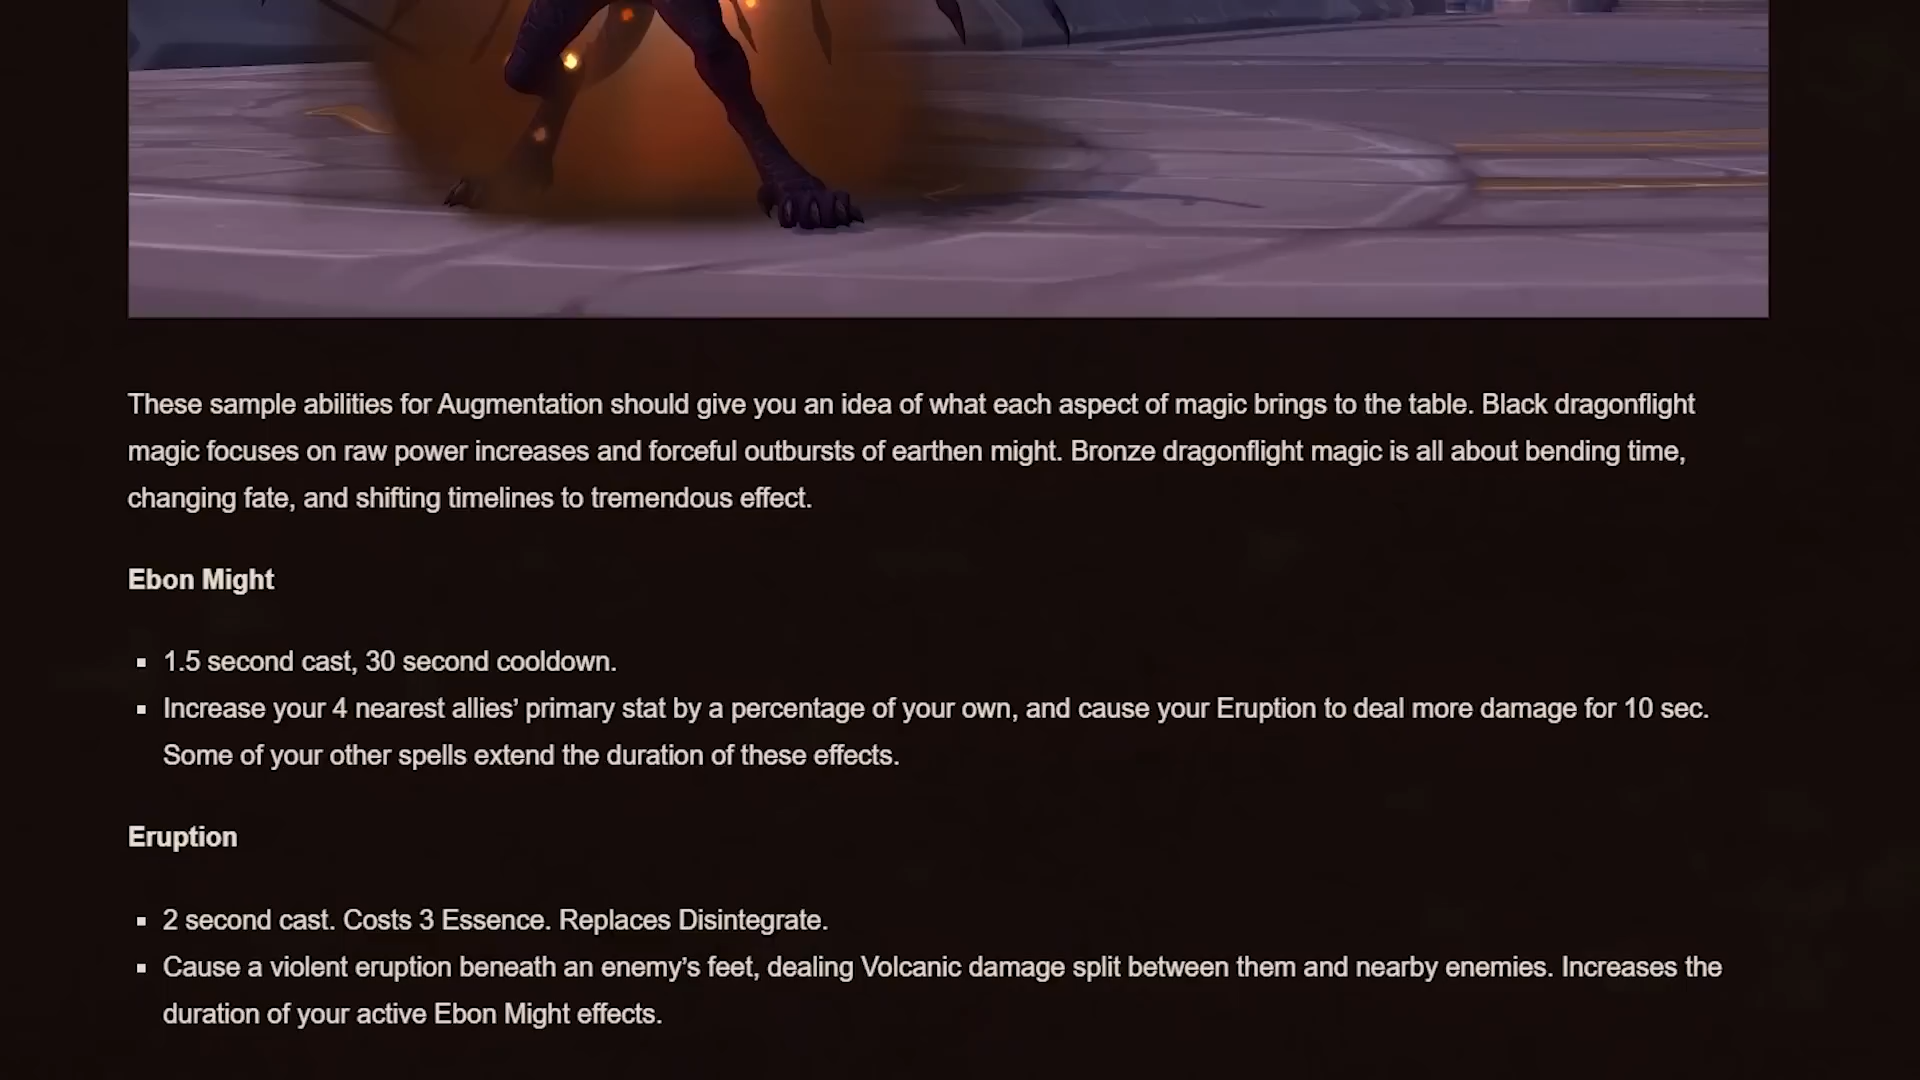 These sample abilities for Augmentation should give you an idea of what each aspect of magic brings to the table. Black dragonflight
magic focuses on raw power increases and forceful outbursts of earthen might. Bronze dragonflight magic is all about bending time,
changing fate, and shifting timelines to tremendous effect.
Ebon Might
▪ 1.5 second cast, 30 second cooldown.
▪ Increase your 4 nearest allies’ primary stat by a percentage of your own, and cause your Eruption to deal more damage for 10 sec.
Some of your other spells extend the duration of these effects.
Eruption
▪ 2 second cast. Costs 3 Essence. Replaces Disintegrate.
▪ Cause a violent eruption beneath an enemy’s feet, dealing Volcanic damage split between them and nearby enemies. Increases the
duration of your active Ebon Might effects.